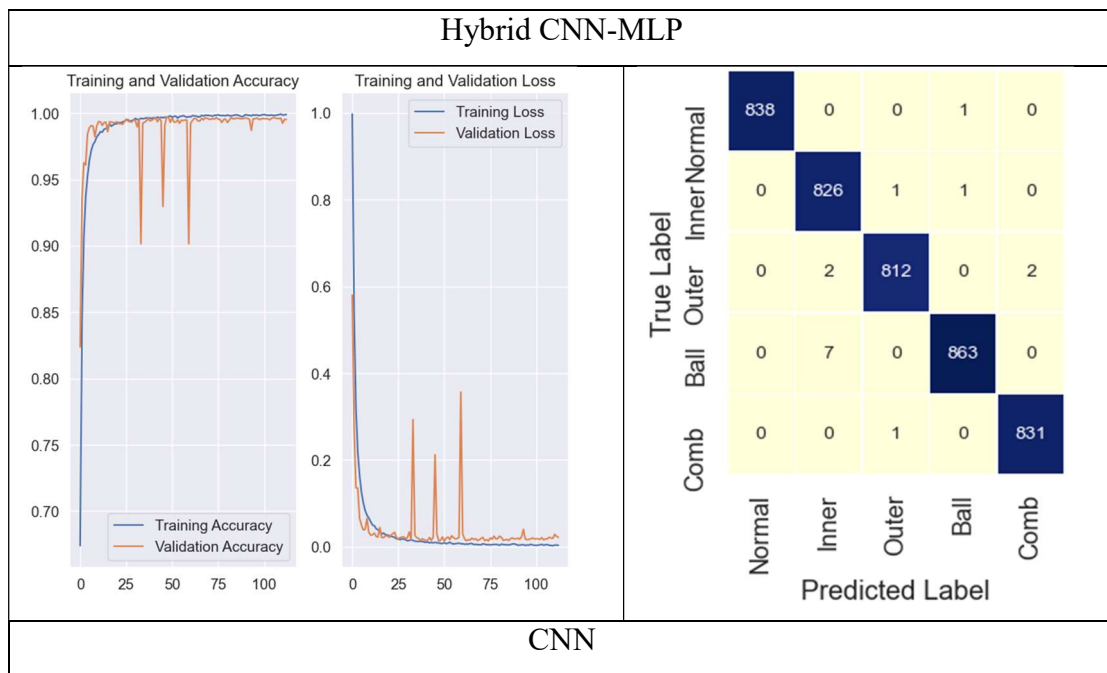 Hybrid CNN-MLP
Training and Validation Accuracy
1.00
0.95
0.90
0.85
0.80
0.75
0.70
Training Accuracy
Validation Accuracy
0 25 50 75 100
Training and Validation Loss
Training Loss
Validation Loss
1.0
0.8
0.6
0.4
0.2
0.0
0 25 50 75 100
True Label
Normal 838 0 0 1 0
Inner 0 826 1 1 0
Outer 0 2 812 0 2
Ball 0 7 0 863 0
Comb 0 0 1 0 831
Normal Inner Outer Ball Comb
Predicted Label
CNN